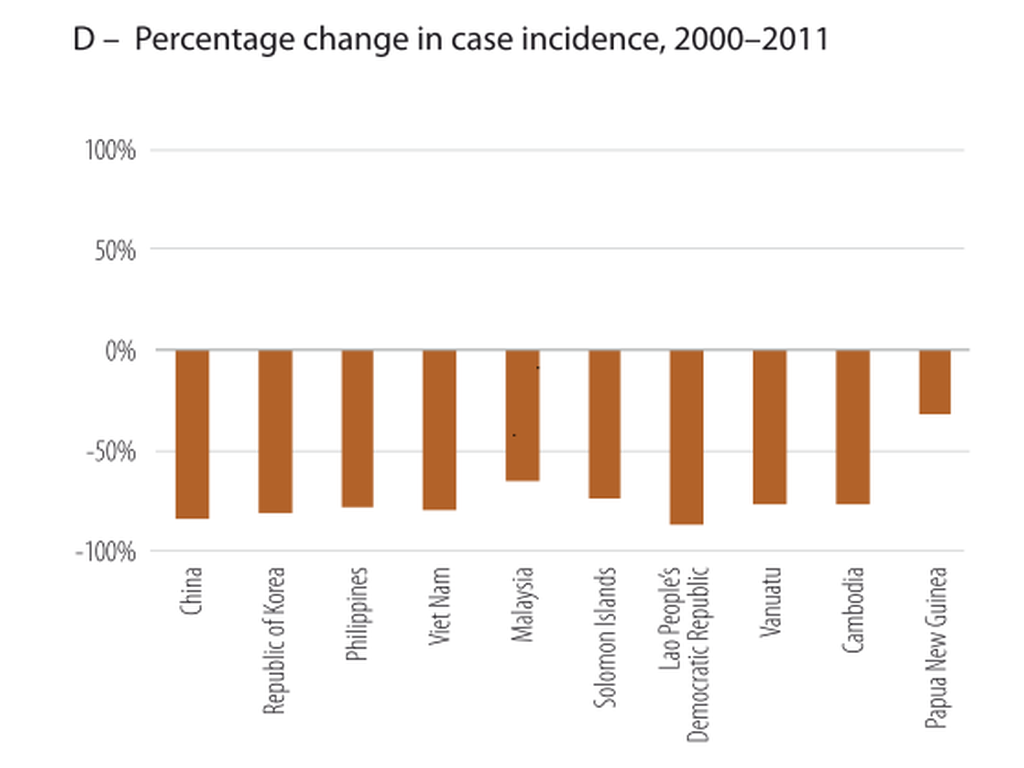 D – Percentage change in case incidence, 2000–2011
100%
50%
0%
-50%
-100%
China
Republic of Korea
Philippines
Viet Nam
Malaysia
Solomon Islands
Lao People's
Democratic Republic
Vanuatu
Cambodia
Papua New Guinea